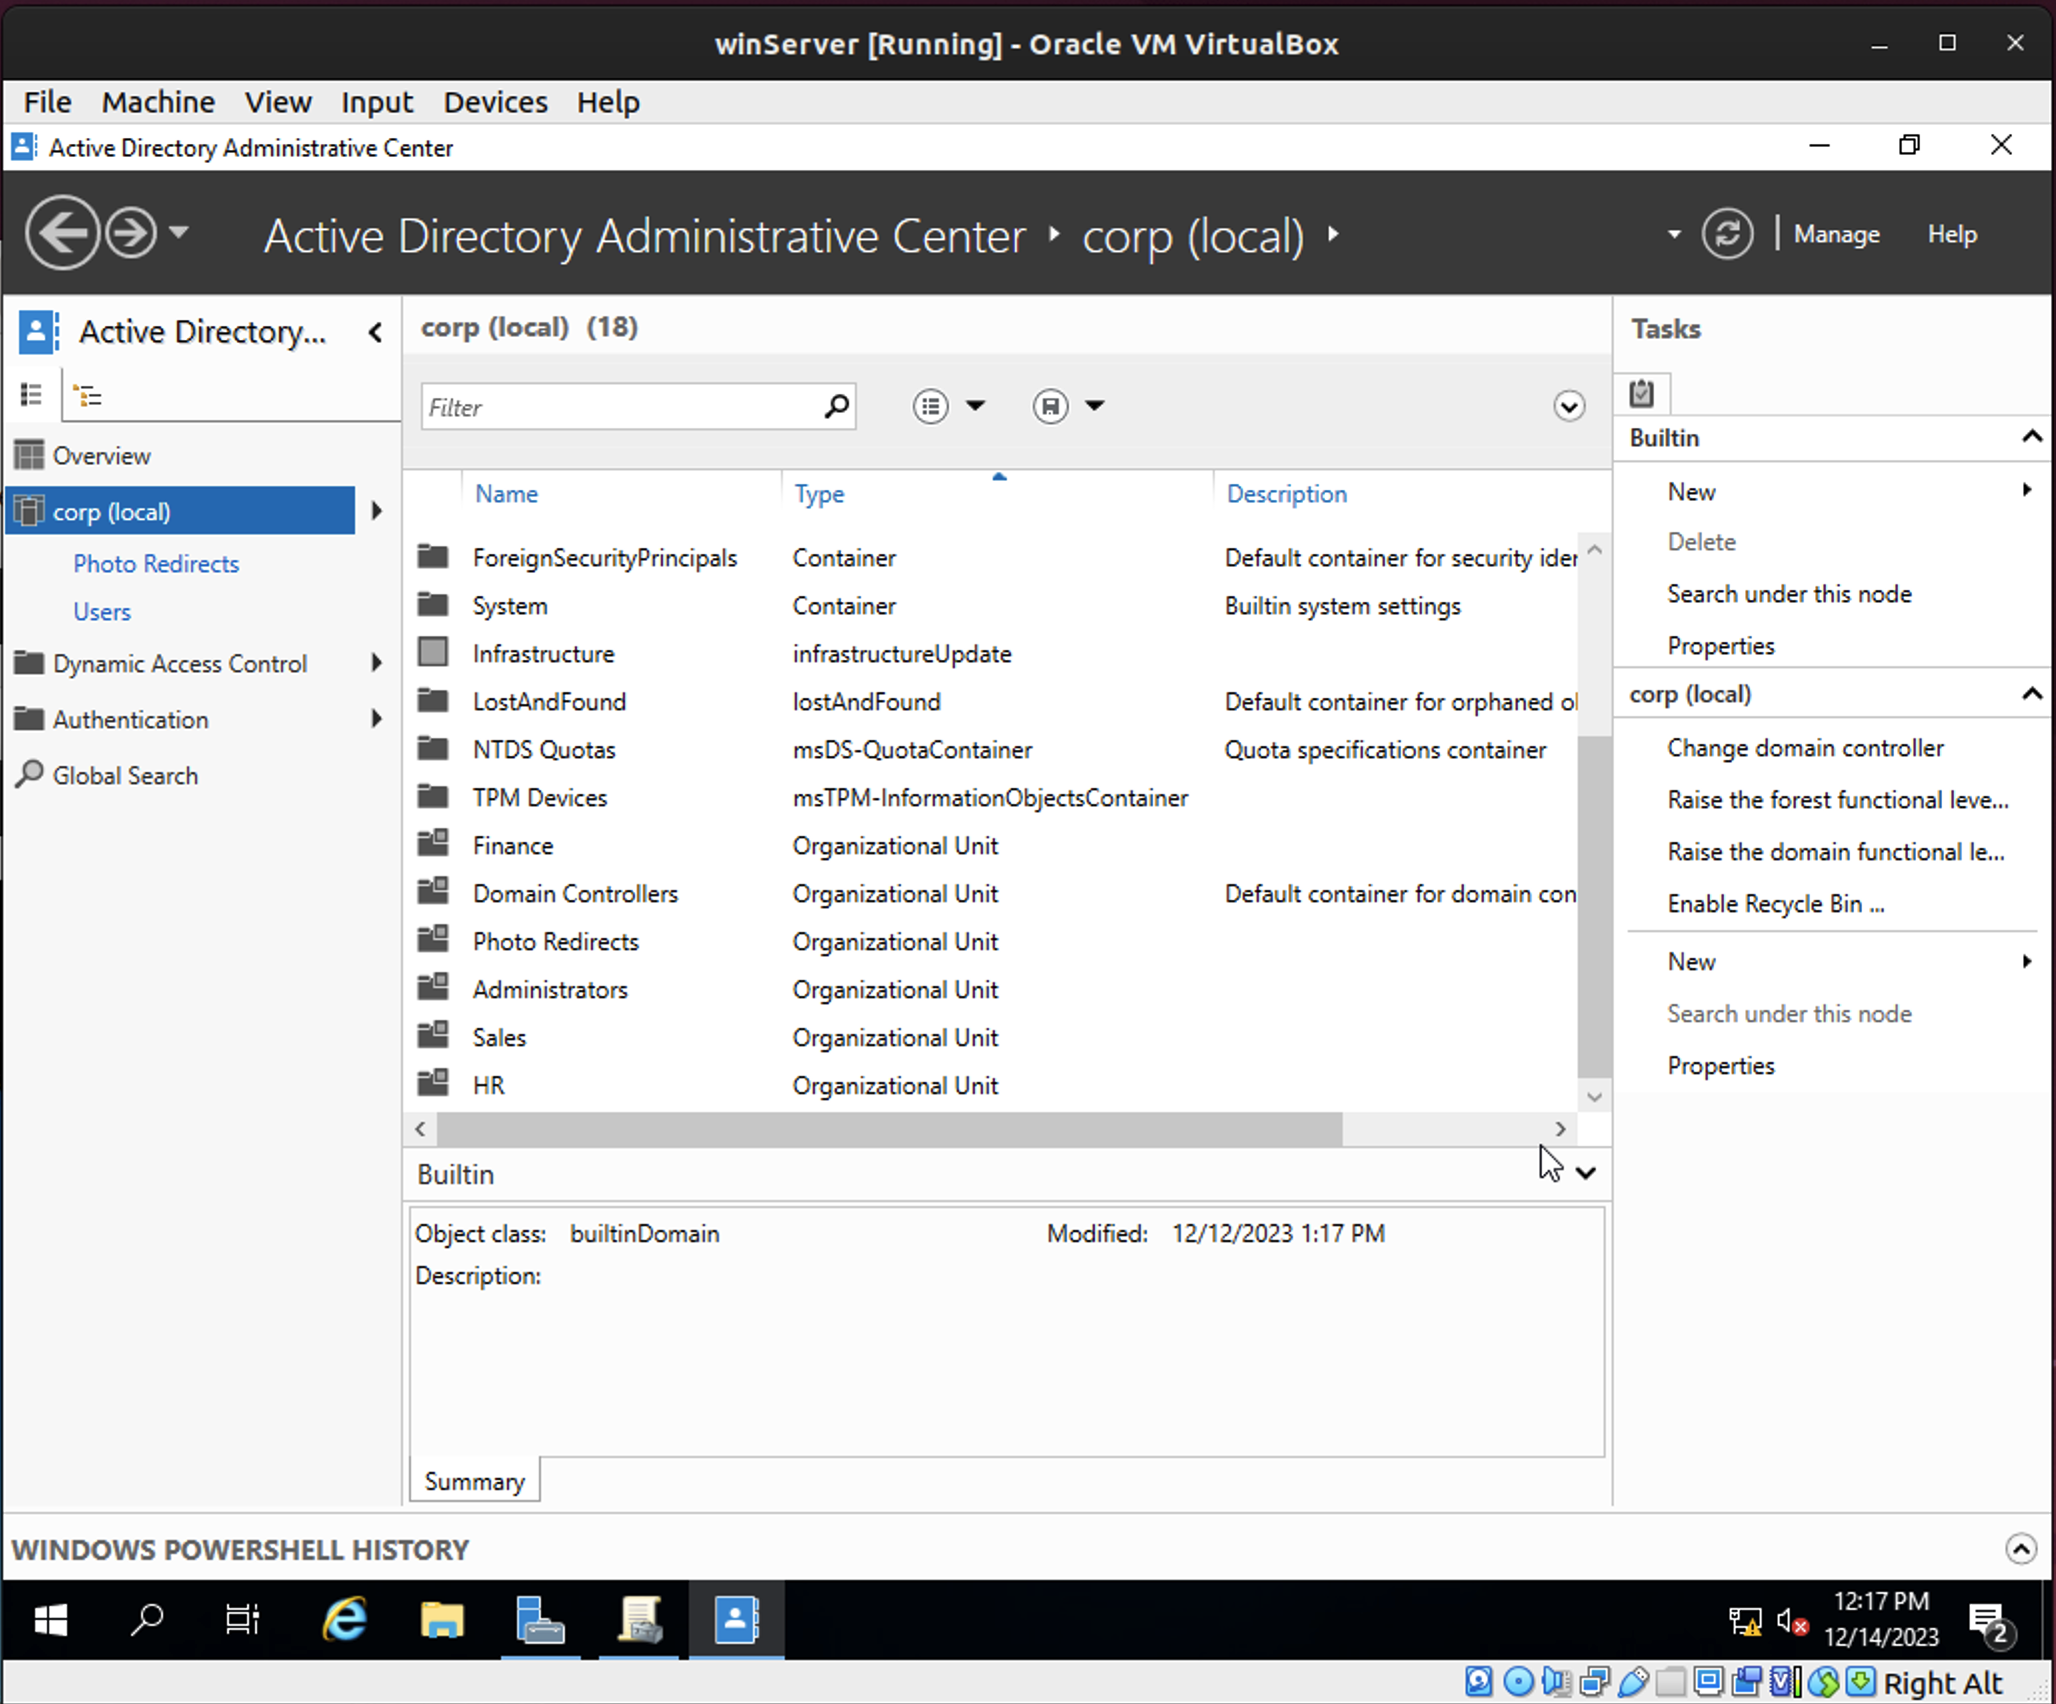 winServer [Running] - Oracle VM VirtualBox
File Machine View Input Devices Help
Active Directory Administrative Center
Active Directory Administrative Center corp (local)
Manage Help
Active Directory...
Overview
corp (local)
Photo Redirects
Users
Dynamic Access Control
Authentication
Global Search
corp (local) (18)
Filter
Name Type Description
ForeignSecurityPrincipals Container Default container for security iden
System Container Builtin system settings
Infrastructure infrastructureUpdate
LostAndFound lostAndFound Default container for orphaned ol
NTDS Quotas msDS-QuotaContainer Quota specifications container
TPM Devices msTPM-InformationObjectsContainer
Finance Organizational Unit
Domain Controllers Organizational Unit Default container for domain con
Photo Redirects Organizational Unit
Administrators Organizational Unit
Sales Organizational Unit
HR Organizational Unit
Builtin
Object class: builtinDomain Modified: 12/12/2023 1:17 PM
Description:
Summary
Tasks
Builtin
New
Delete
Search under this node
Properties
corp (local)
Change domain controller
Raise the forest functional leve...
Raise the domain functional le...
Enable Recycle Bin ...
New
Search under this node
Properties
WINDOWS POWERSHELL HISTORY
12:17 PM
12/14/2023
2
Right Alt